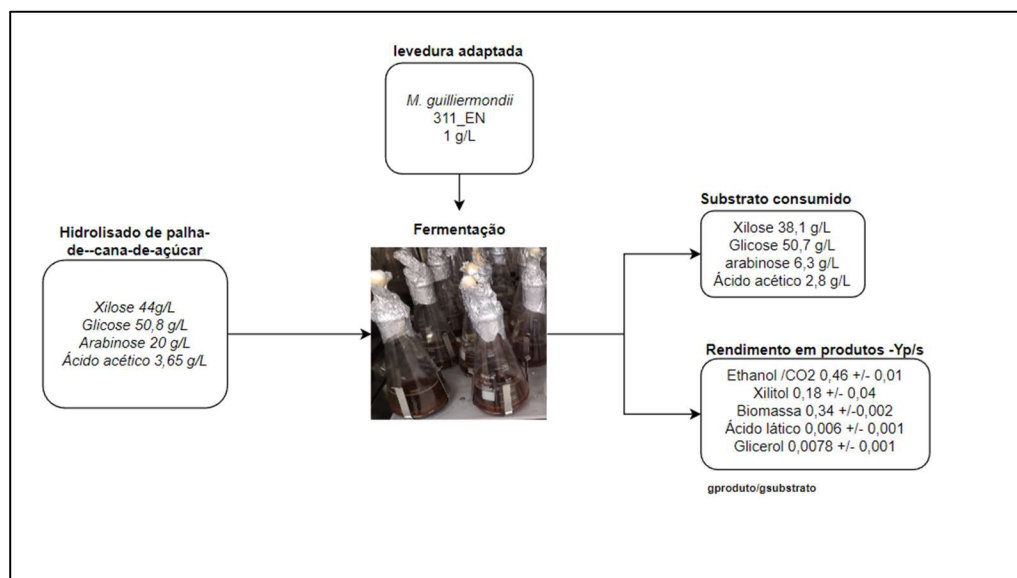 levedura adaptada
M. guilliermondii
311_EN
1 g/L
Hidrolisado de palha-
de--cana-de-açúcar
Xilose 44g/L
Glicose 50,8 g/L
Arabinose 20 g/L
Ácido acético 3,65 g/L
Fermentação
Substrato consumido
Xilose 38,1 g/L
Glicose 50,7 g/L
arabinose 6,3 g/L
Ácido acético 2,8 g/L
Rendimento em produtos -Yp/s
Ethanol /CO2 0,46 +/- 0,01
Xilitol 0,18 +/- 0,04
Biomassa 0,34 +/-0,002
Ácido lático 0,006 +/- 0,001
Glicerol 0,0078 +/- 0,001
gproduto/gsubstrato